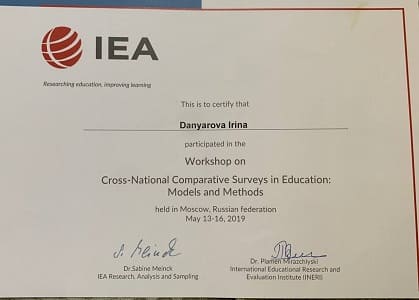 IEA
Researching education, improving learning
This is to certify that
Danyarova Irina
participated in the
Workshop on
Cross-National Comparative Surveys in Education:
Models and Methods
held in Moscow, Russian federation
May 13-16, 2019
S. Meinck
Dr.Sabine Meinck
IEA Research, Analysis and Sampling
Dr. Plamen Mirazchiyski
International Educational Research and
Evaluation Institute (INERI)